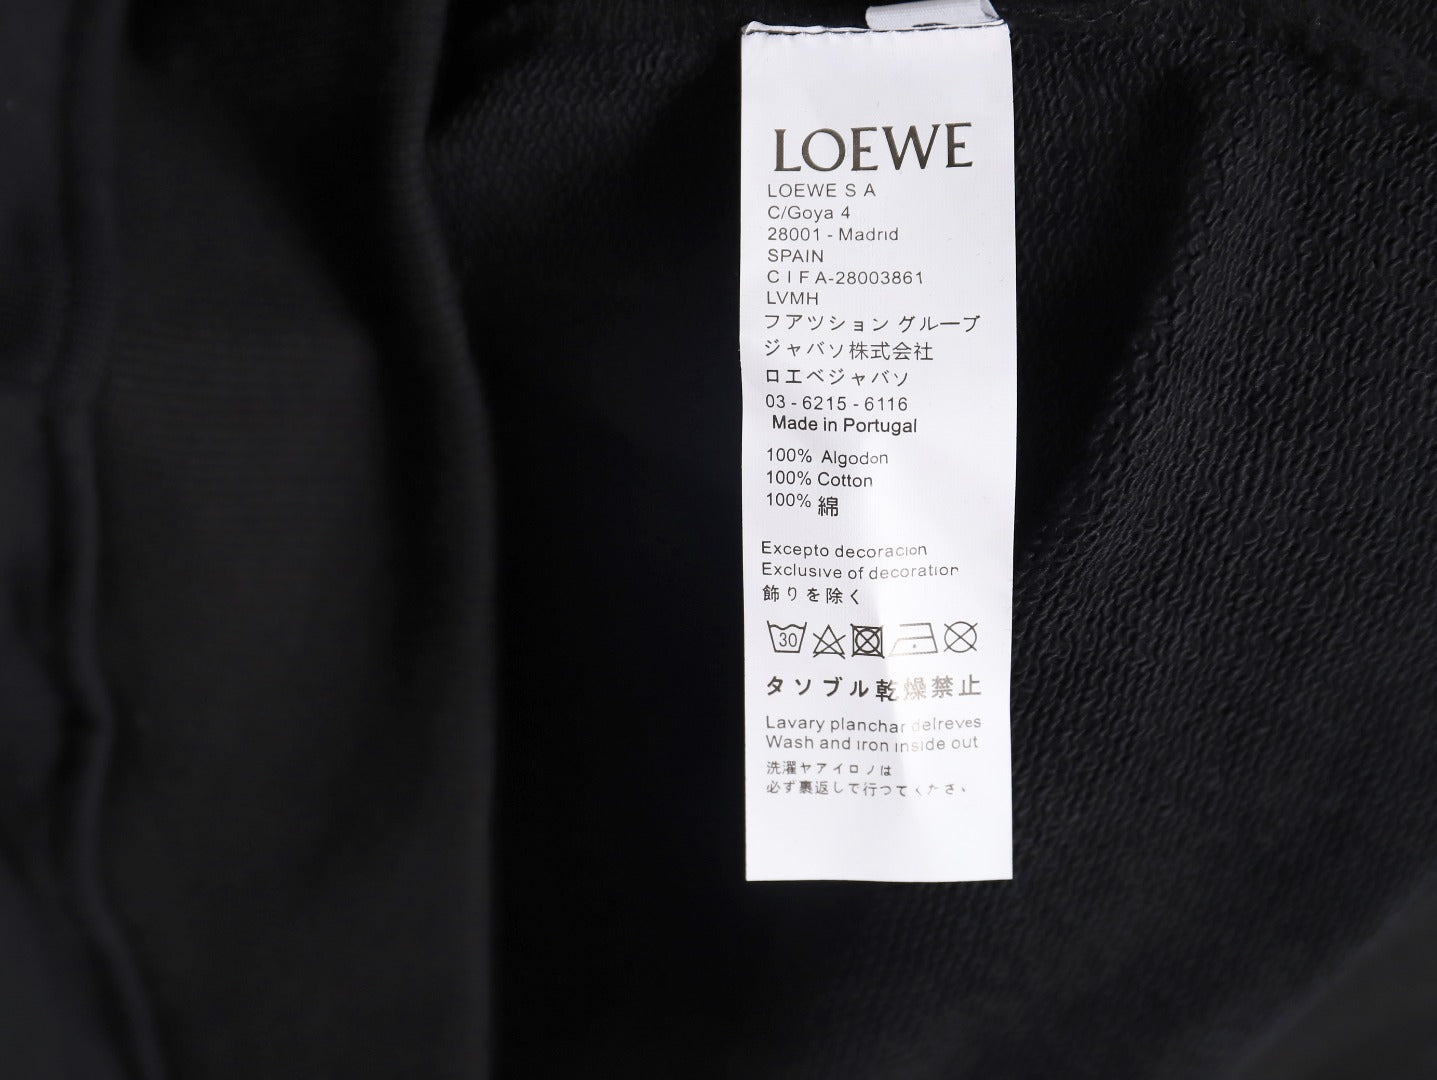 LOEWE
LOEWE S A
C/Goya 4
28001 - Madrid
SPAIN
C I F A-28003861
LVMH
フアツション グループ
ジャバソ株式会社
ロエベジャバソ
03 - 6215 - 6116
Made in Portugal
100% Algodon
100% Cotton
100% 綿
Excepto decoracion
Exclusive of decoration
飾りを除く
30
タソブル乾燥禁止
Lavary planchar delreves
Wash and iron inside out
洗濯ヤアイロノは
必ず裏返して行つてください